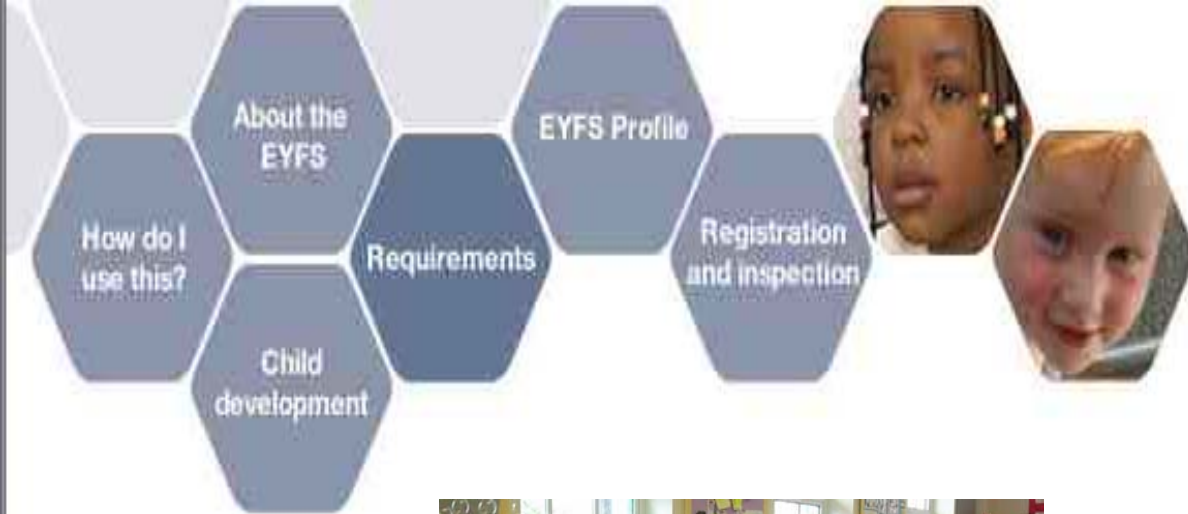 About the
EYFS
EYFS Profile
How do I
use this?
Requirements
Registration
and inspection
Child
development